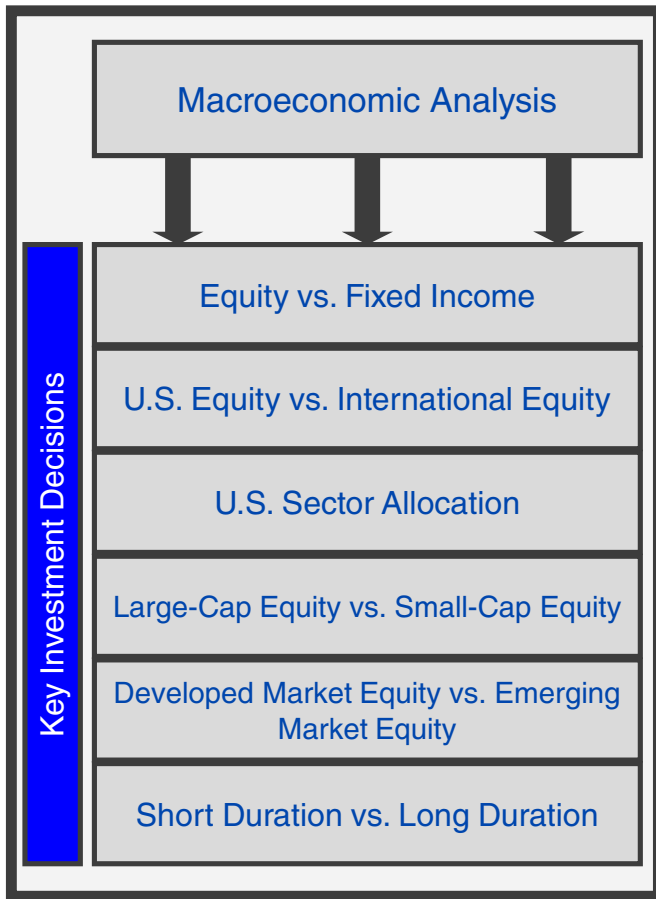 Macroeconomic Analysis
Key Investment Decisions
Equity vs. Fixed Income
U.S. Equity vs. International Equity
U.S. Sector Allocation
Large-Cap Equity vs. Small-Cap Equity
Developed Market Equity vs. Emerging
Market Equity
Short Duration vs. Long Duration